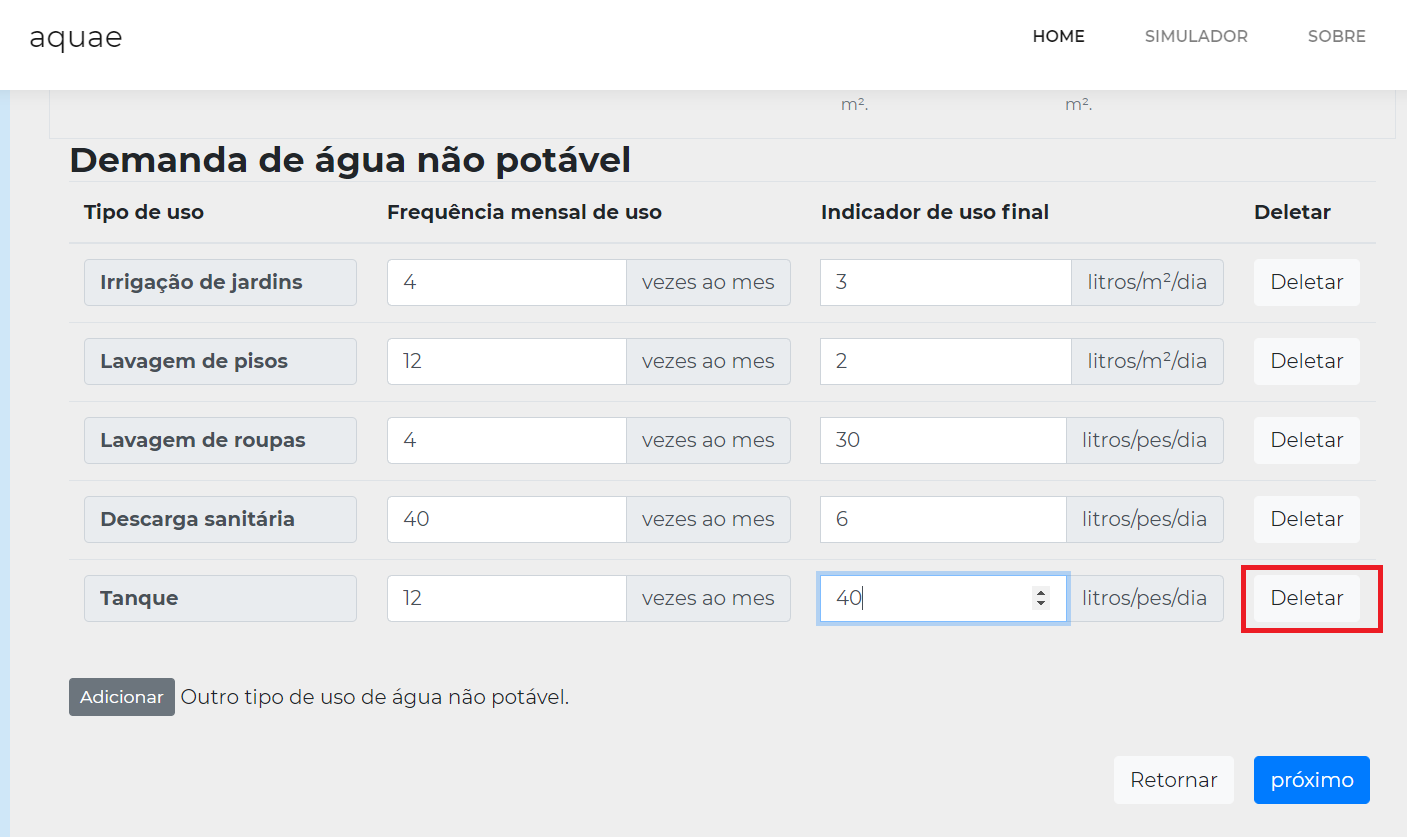 aquae
HOME SIMULADOR SOBRE
m². m².
Demanda de água não potável
Tipo de uso Frequência mensal de uso Indicador de uso final Deletar
Irrigação de jardins 4 vezes ao mes 3 litros/m²/dia Deletar
Lavagem de pisos 12 vezes ao mes 2 litros/m²/dia Deletar
Lavagem de roupas 4 vezes ao mes 30 litros/pes/dia Deletar
Descarga sanitária 40 vezes ao mes 6 litros/pes/dia Deletar
Tanque 12 vezes ao mes 40 litros/pes/dia Deletar
Adicionar Outro tipo de uso de água não potável.
Retornar próximo